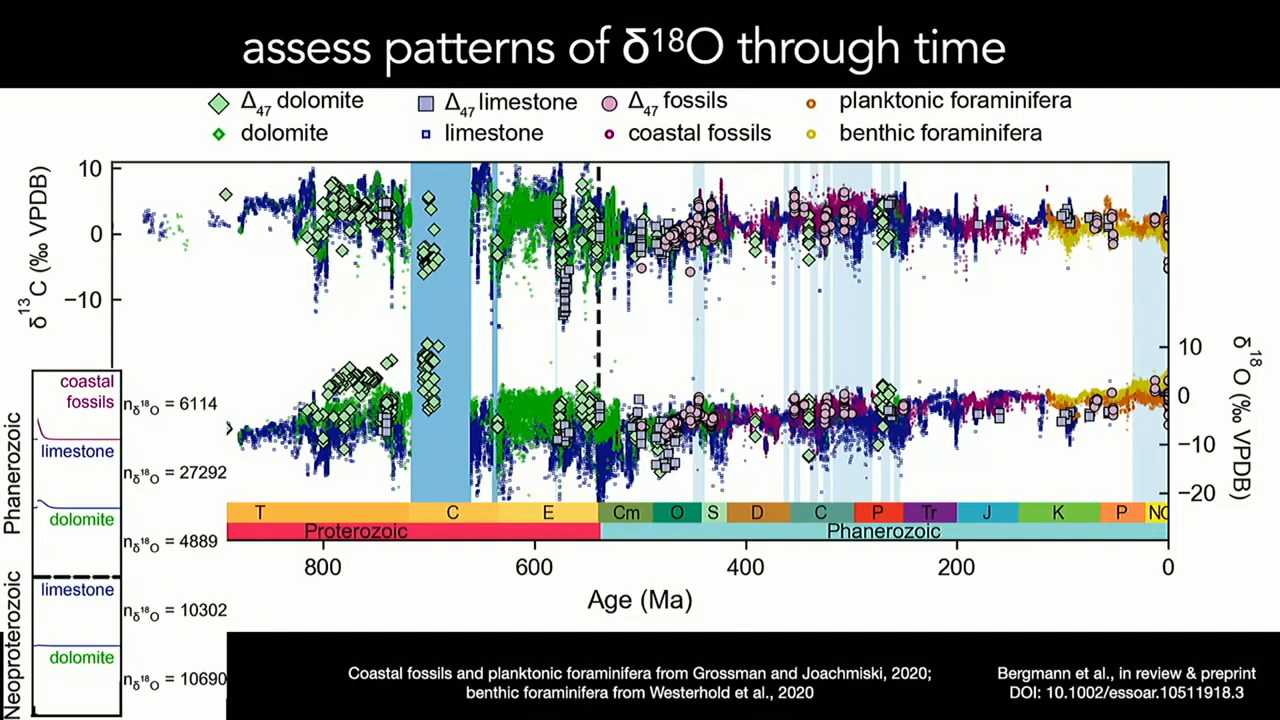 assess patterns of δ¹⁸O through time
Δ₄₇ dolomite
Δ₄₇ limestone
Δ₄₇ fossils
planktonic foraminifera
dolomite
limestone
coastal fossils
benthic foraminifera
δ¹³C (‰ VPDB)
10
0
−10
10
0
−10
−20
δ¹⁸O (‰ VPDB)
Phanerozoic
coastal
fossils
nδ¹⁸O = 6114
limestone
nδ¹⁸O = 27292
dolomite
nδ¹⁸O = 4889
Neoproterozoic
limestone
nδ¹⁸O = 10302
dolomite
nδ¹⁸O = 10690
T C E Cm O S D C P Tr J K P N
Proterozoic Phanerozoic
800 600 400 200 0
Age (Ma)
Coastal fossils and planktonic foraminifera from Grossman and Joachmiski, 2020;
benthic foraminifera from Westerhold et al., 2020
Bergmann et al., in review & preprint
DOI: 10.1002/essoar.10511918.3